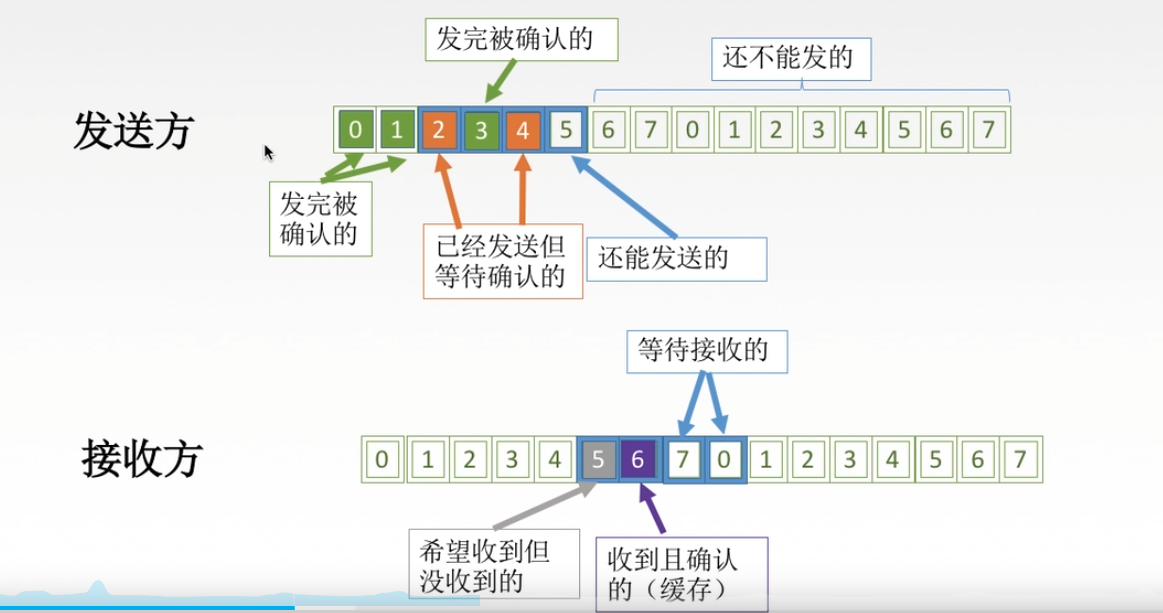 发完被确认的
还不能发的
发送方
0 1 2 3 4 5 6 7 0 1 2 3 4 5 6 7
发完被
确认的
已经发送但
等待确认的
还能发送的
等待接收的
接收方
0 1 2 3 4 5 6 7 0 1 2 3 4 5 6 7
希望收到但
没收到的
收到且确认
的（缓存）